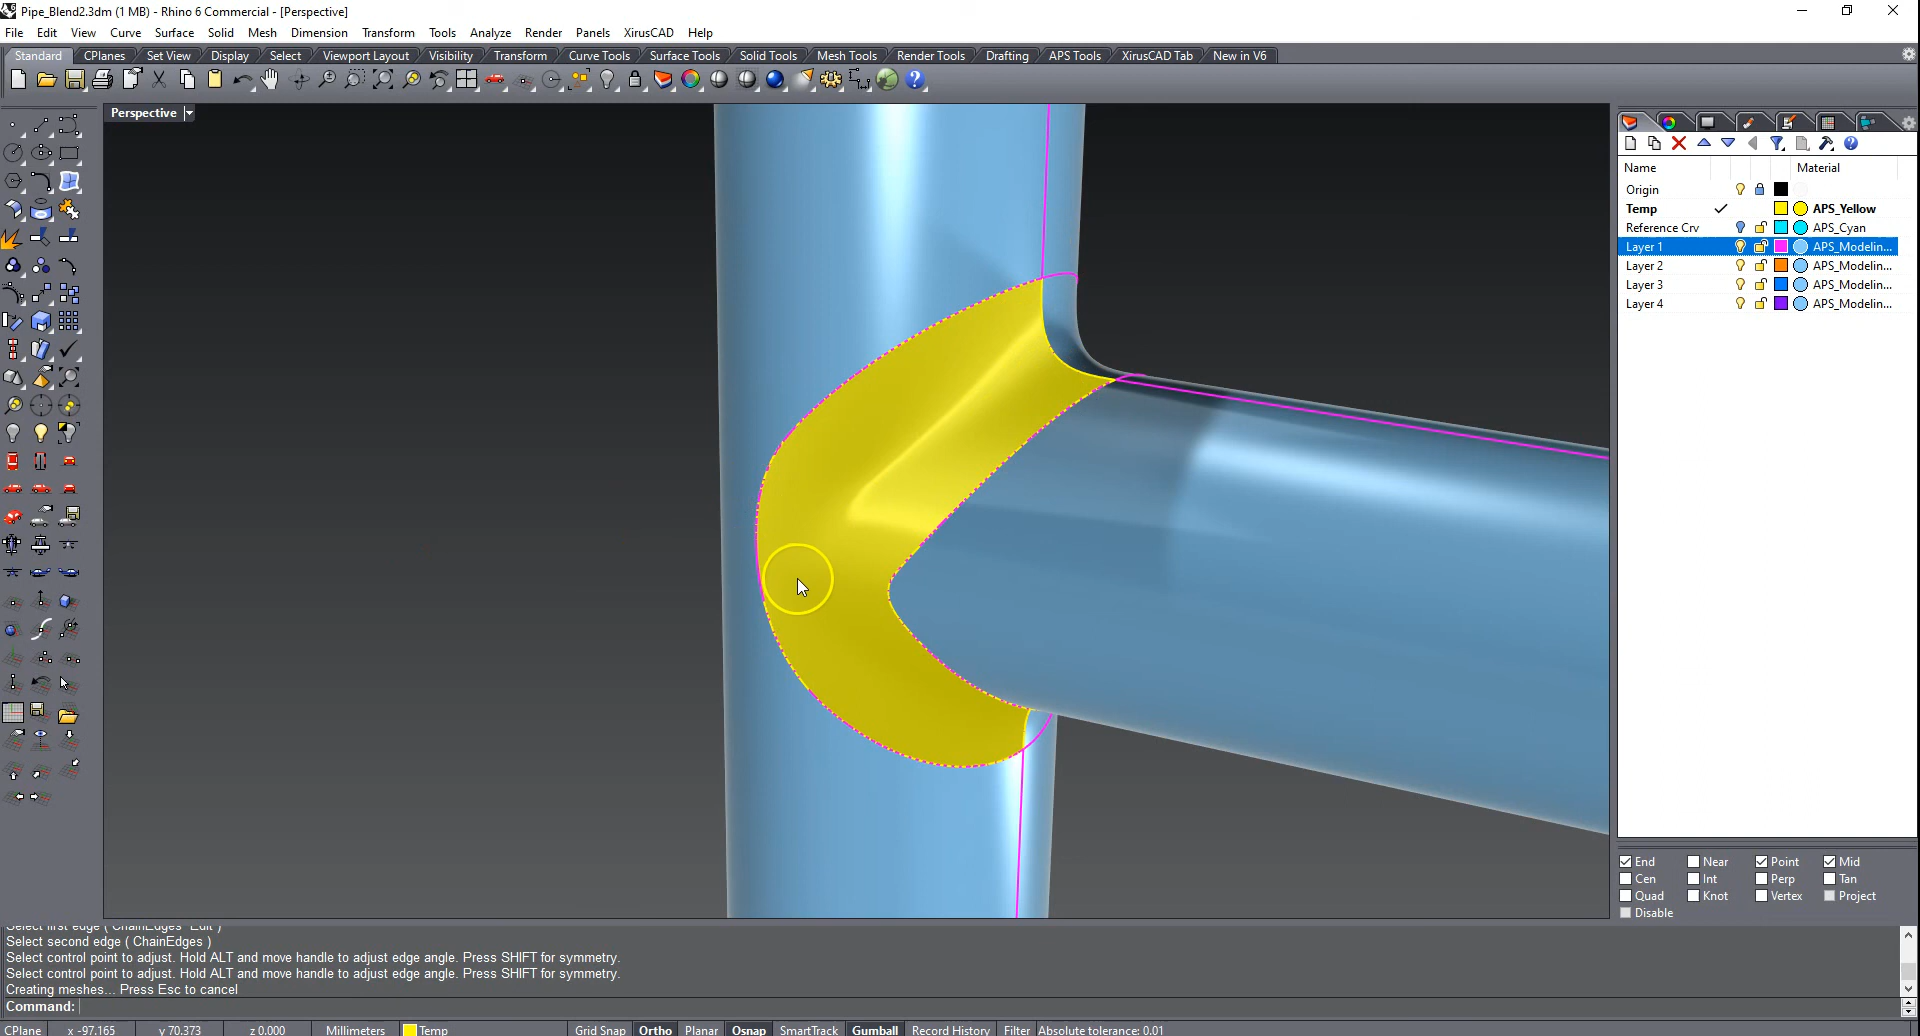 Pipe_Blend2.3dm (1 MB) - Rhino 6 Commercial - [Perspective]
File Edit View Curve Surface Solid Mesh Dimension Transform Tools Analyze Render Panels XirusCAD Help
Standard CPlanes Set View Display Select Viewport Layout Visibility Transform Curve Tools Surface Tools Solid Tools Mesh Tools Render Tools Drafting APS Tools XirusCAD Tab New in V6
Perspective
Name Material
Origin
Temp APS_Yellow
Reference Crv APS_Cyan
Layer 1 APS_Modelin...
Layer 2 APS_Modelin...
Layer 3 APS_Modelin...
Layer 4 APS_Modelin...
End Near Point Mid
Cen Int Perp Tan
Quad Knot Vertex Project
Disable
Select first edge ( ChainEdges Edit )
Select second edge ( ChainEdges )
Select control point to adjust. Hold ALT and move handle to adjust edge angle. Press SHIFT for symmetry.
Select control point to adjust. Hold ALT and move handle to adjust edge angle. Press SHIFT for symmetry.
Creating meshes... Press Esc to cancel
Command:
CPlane x -97.165 y 70.373 z 0.000 Millimeters Temp Grid Snap Ortho Planar Osnap SmartTrack Gumball Record History Filter Absolute tolerance: 0.01